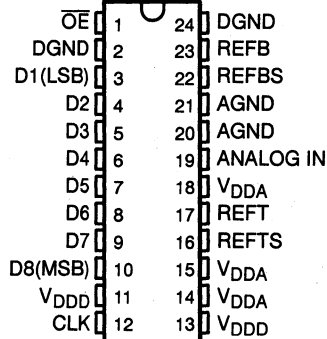 OE 1 24 DGND
DGND 2 23 REFB
D1(LSB) 3 22 REFBS
D2 4 21 AGND
D3 5 20 AGND
D4 6 19 ANALOG IN
D5 7 18 VDDA
D6 8 17 REFT
D7 9 16 REFTS
D8(MSB) 10 15 VDDA
VDDD 11 14 VDDA
CLK 12 13 VDDD